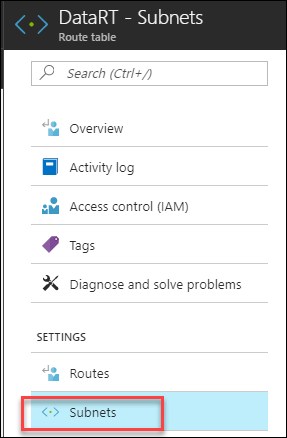 DataRT - Subnets
Route table
Search (Ctrl+/)
Overview
Activity log
Access control (IAM)
Tags
Diagnose and solve problems
SETTINGS
Routes
Subnets